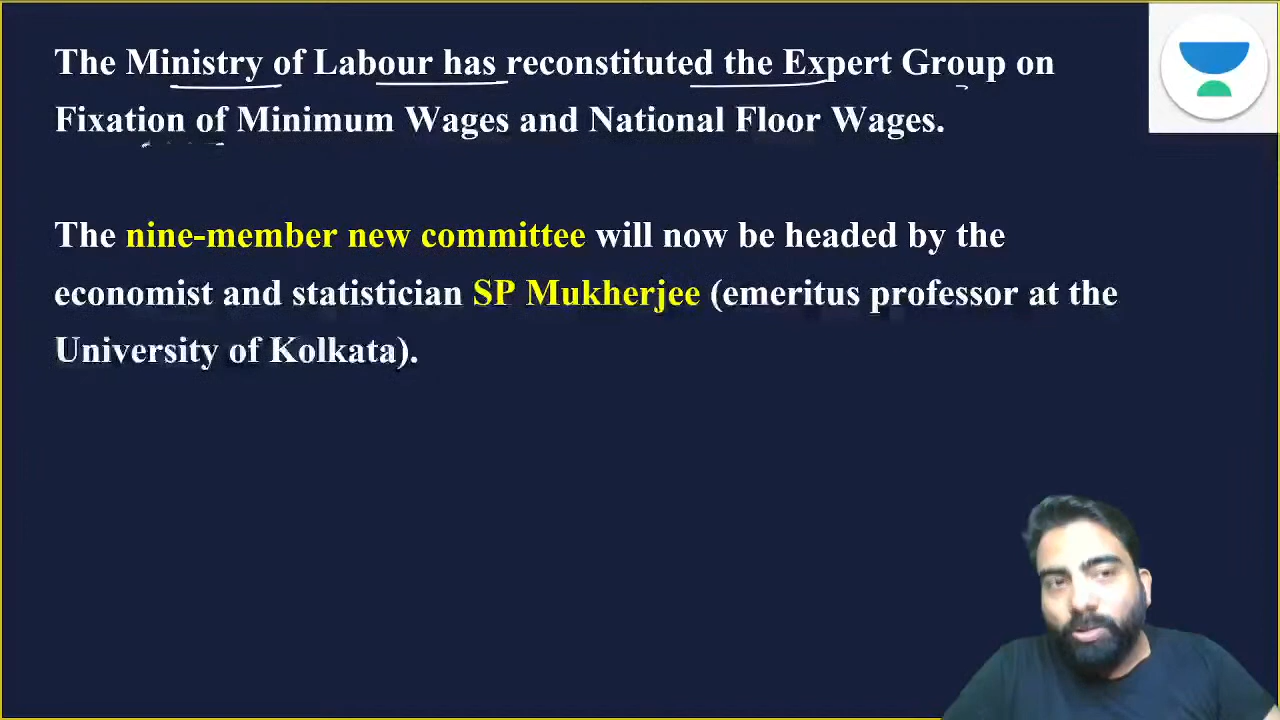 The Ministry of Labour has reconstituted the Expert Group on
Fixation of Minimum Wages and National Floor Wages.
The nine-member new committee will now be headed by the
economist and statistician SP Mukherjee (emeritus professor at the
University of Kolkata).